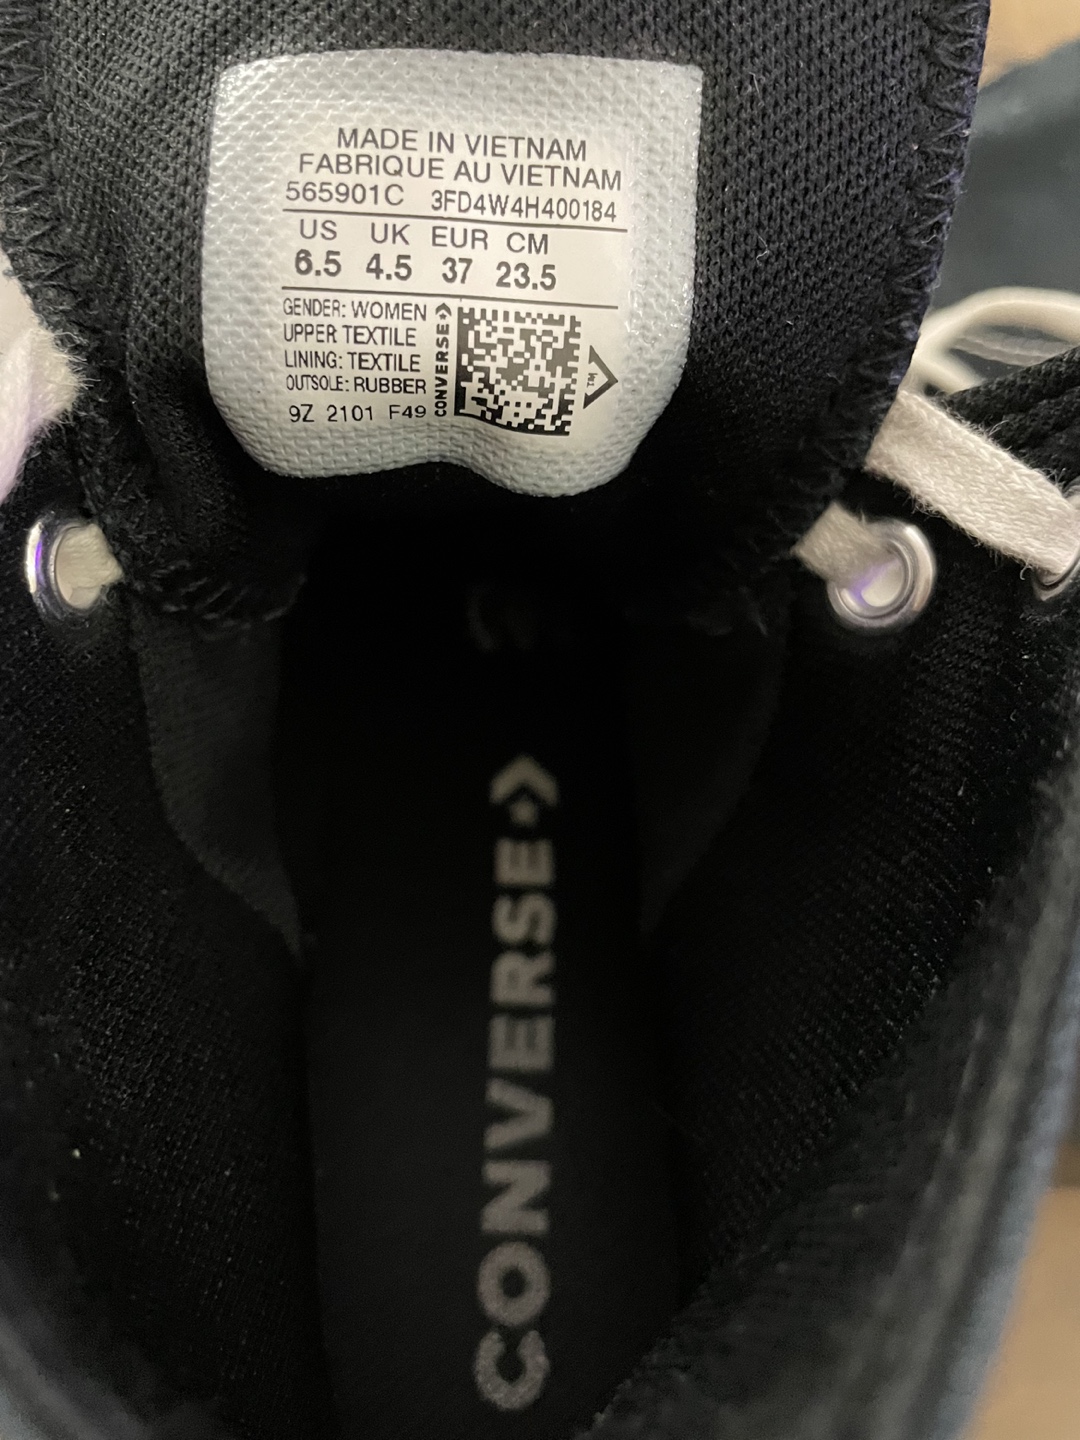 MADE IN VIETNAM
FABRIQUE AU VIETNAM
565901C 3FD4W4H400184
US UK EUR CM
6.5 4.5 37 23.5
GENDER: WOMEN
UPPER TEXTILE
LINING: TEXTILE
OUTSOLE: RUBBER
9Z 2101 F49
CONVERSE
TM
CONVERSE